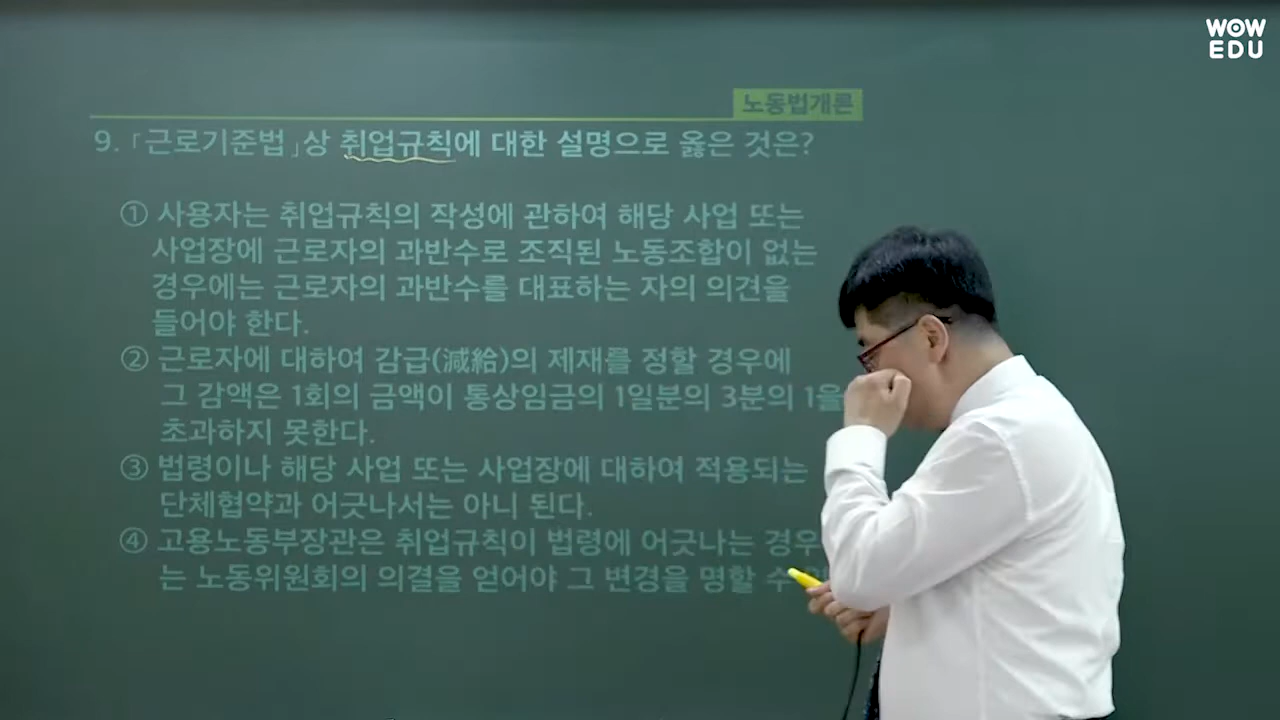 WOW
EDU
노동법개론
9. 「근로기준법」상 취업규칙에 대한 설명으로 옳은 것은?
① 사용자는 취업규칙의 작성에 관하여 해당 사업 또는
사업장에 근로자의 과반수로 조직된 노동조합이 없는
경우에는 근로자의 과반수를 대표하는 자의 의견을
들어야 한다.
② 근로자에 대하여 감급(減給)의 제재를 정할 경우에
그 감액은 1회의 금액이 통상임금의 1일분의 3분의 1을
초과하지 못한다.
③ 법령이나 해당 사업 또는 사업장에 대하여 적용되는
단체협약과 어긋나서는 아니 된다.
④ 고용노동부장관은 취업규칙이 법령에 어긋나는 경우
는 노동위원회의 의결을 얻어야 그 변경을 명할 수